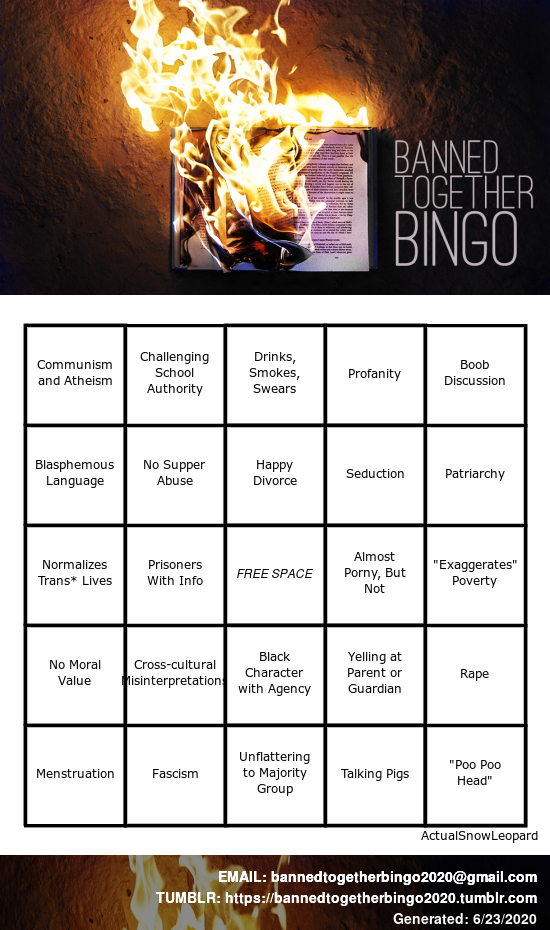 BANNED
TOGETHER
BINGO
Communism
and Atheism
Challenging
School
Authority
Drinks,
Smokes,
Swears
Profanity
Boob
Discussion
Blasphemous
Language
No Supper
Abuse
Happy
Divorce
Seduction
Patriarchy
Normalizes
Trans* Lives
Prisoners
With Info
FREE SPACE
Almost
Porny, But
Not
"Exaggerates"
Poverty
No Moral
Value
Cross-cultural
Misinterpretations
Black
Character
with Agency
Yelling at
Parent or
Guardian
Rape
Menstruation
Fascism
Unflattering
to Majority
Group
Talking Pigs
"Poo Poo
Head"
ActualSnowLeopard
EMAIL: bannedtogetherbingo2020@gmail.com
TUMBLR: https://bannedtogetherbingo2020.tumblr.com
Generated: 6/23/2020